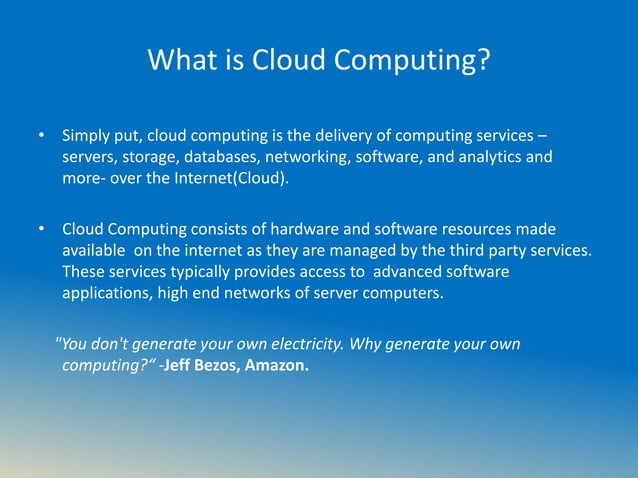 What is Cloud Computing?
• Simply put, cloud computing is the delivery of computing services –
servers, storage, databases, networking, software, and analytics and
more- over the Internet(Cloud).
• Cloud Computing consists of hardware and software resources made
available  on the internet as they are managed by the third party services.
These services typically provides access to  advanced software
applications, high end networks of server computers.
"You don't generate your own electricity. Why generate your own
computing?“ -Jeff Bezos, Amazon.